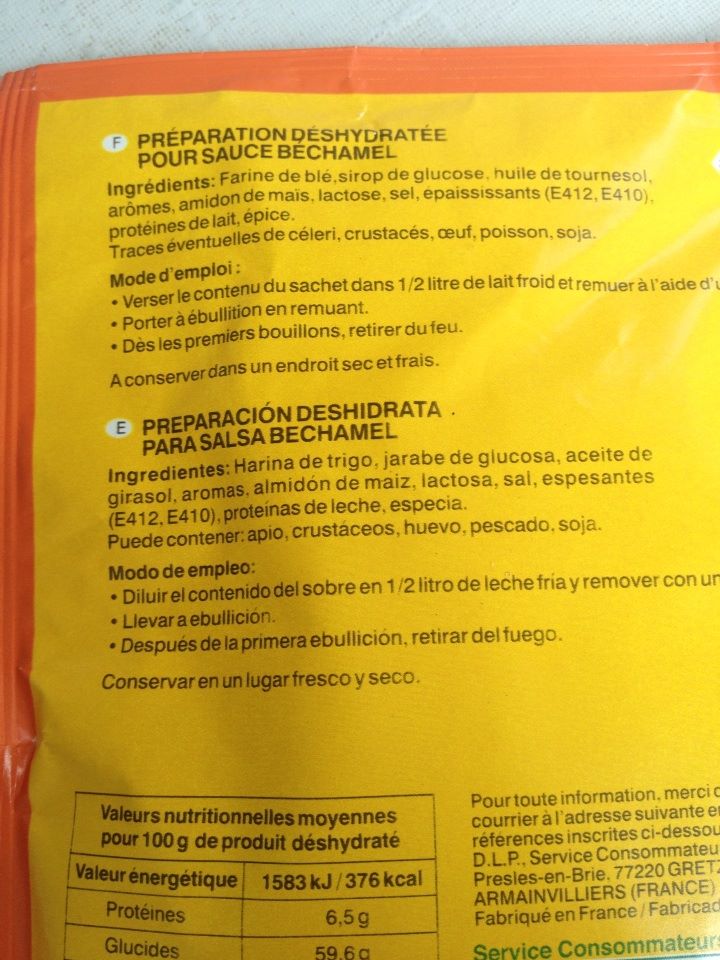 F PRÉPARATION DÉSHYDRATÉE
POUR SAUCE BÉCHAMEL
Ingrédients: Farine de blé, sirop de glucose, huile de tournesol,
arômes, amidon de maïs, lactose, sel, épaississants (E412, E410),
protéines de lait, épice.
Traces éventuelles de céleri, crustacés, œuf, poisson, soja.
Mode d'emploi :
• Verser le contenu du sachet dans 1/2 litre de lait froid et remuer à l'aide
• Porter à ébullition en remuant.
• Dès les premiers bouillons, retirer du feu.
A conserver dans un endroit sec et frais.
E PREPARACIÓN DESHIDRATA
PARA SALSA BECHAMEL
Ingredientes: Harina de trigo, jarabe de glucosa, aceite de
girasol, aromas, almidón de maiz, lactosa, sal, espesantes
(E412, E410), proteínas de leche, especia.
Puede contener: apio, crustáceos, huevo, pescado, soja.
Modo de empleo:
• Diluir el contenido del sobre en 1/2 litro de leche fria y remover con
• Llevar a ebullición.
• Después de la primera ebullición, retirar del fuego.
Conservar en un lugar fresco y seco.
Valeurs nutritionnelles moyennes
pour 100 g de produit déshydraté
Valeur énergétique 1583 kJ / 376 kcal
Protéines 6,5 g
Glucides 59,6 g
Pour toute information, merci
courrier à l'adresse suivante
références inscrites ci-dessou
D.L.P., Service Consommateu
Presles-en-Brie. 77220 GRETZ
ARMAINVILLIERS (FRANCE)
Fabriqué en France / Fabricad
Service Consommateurs